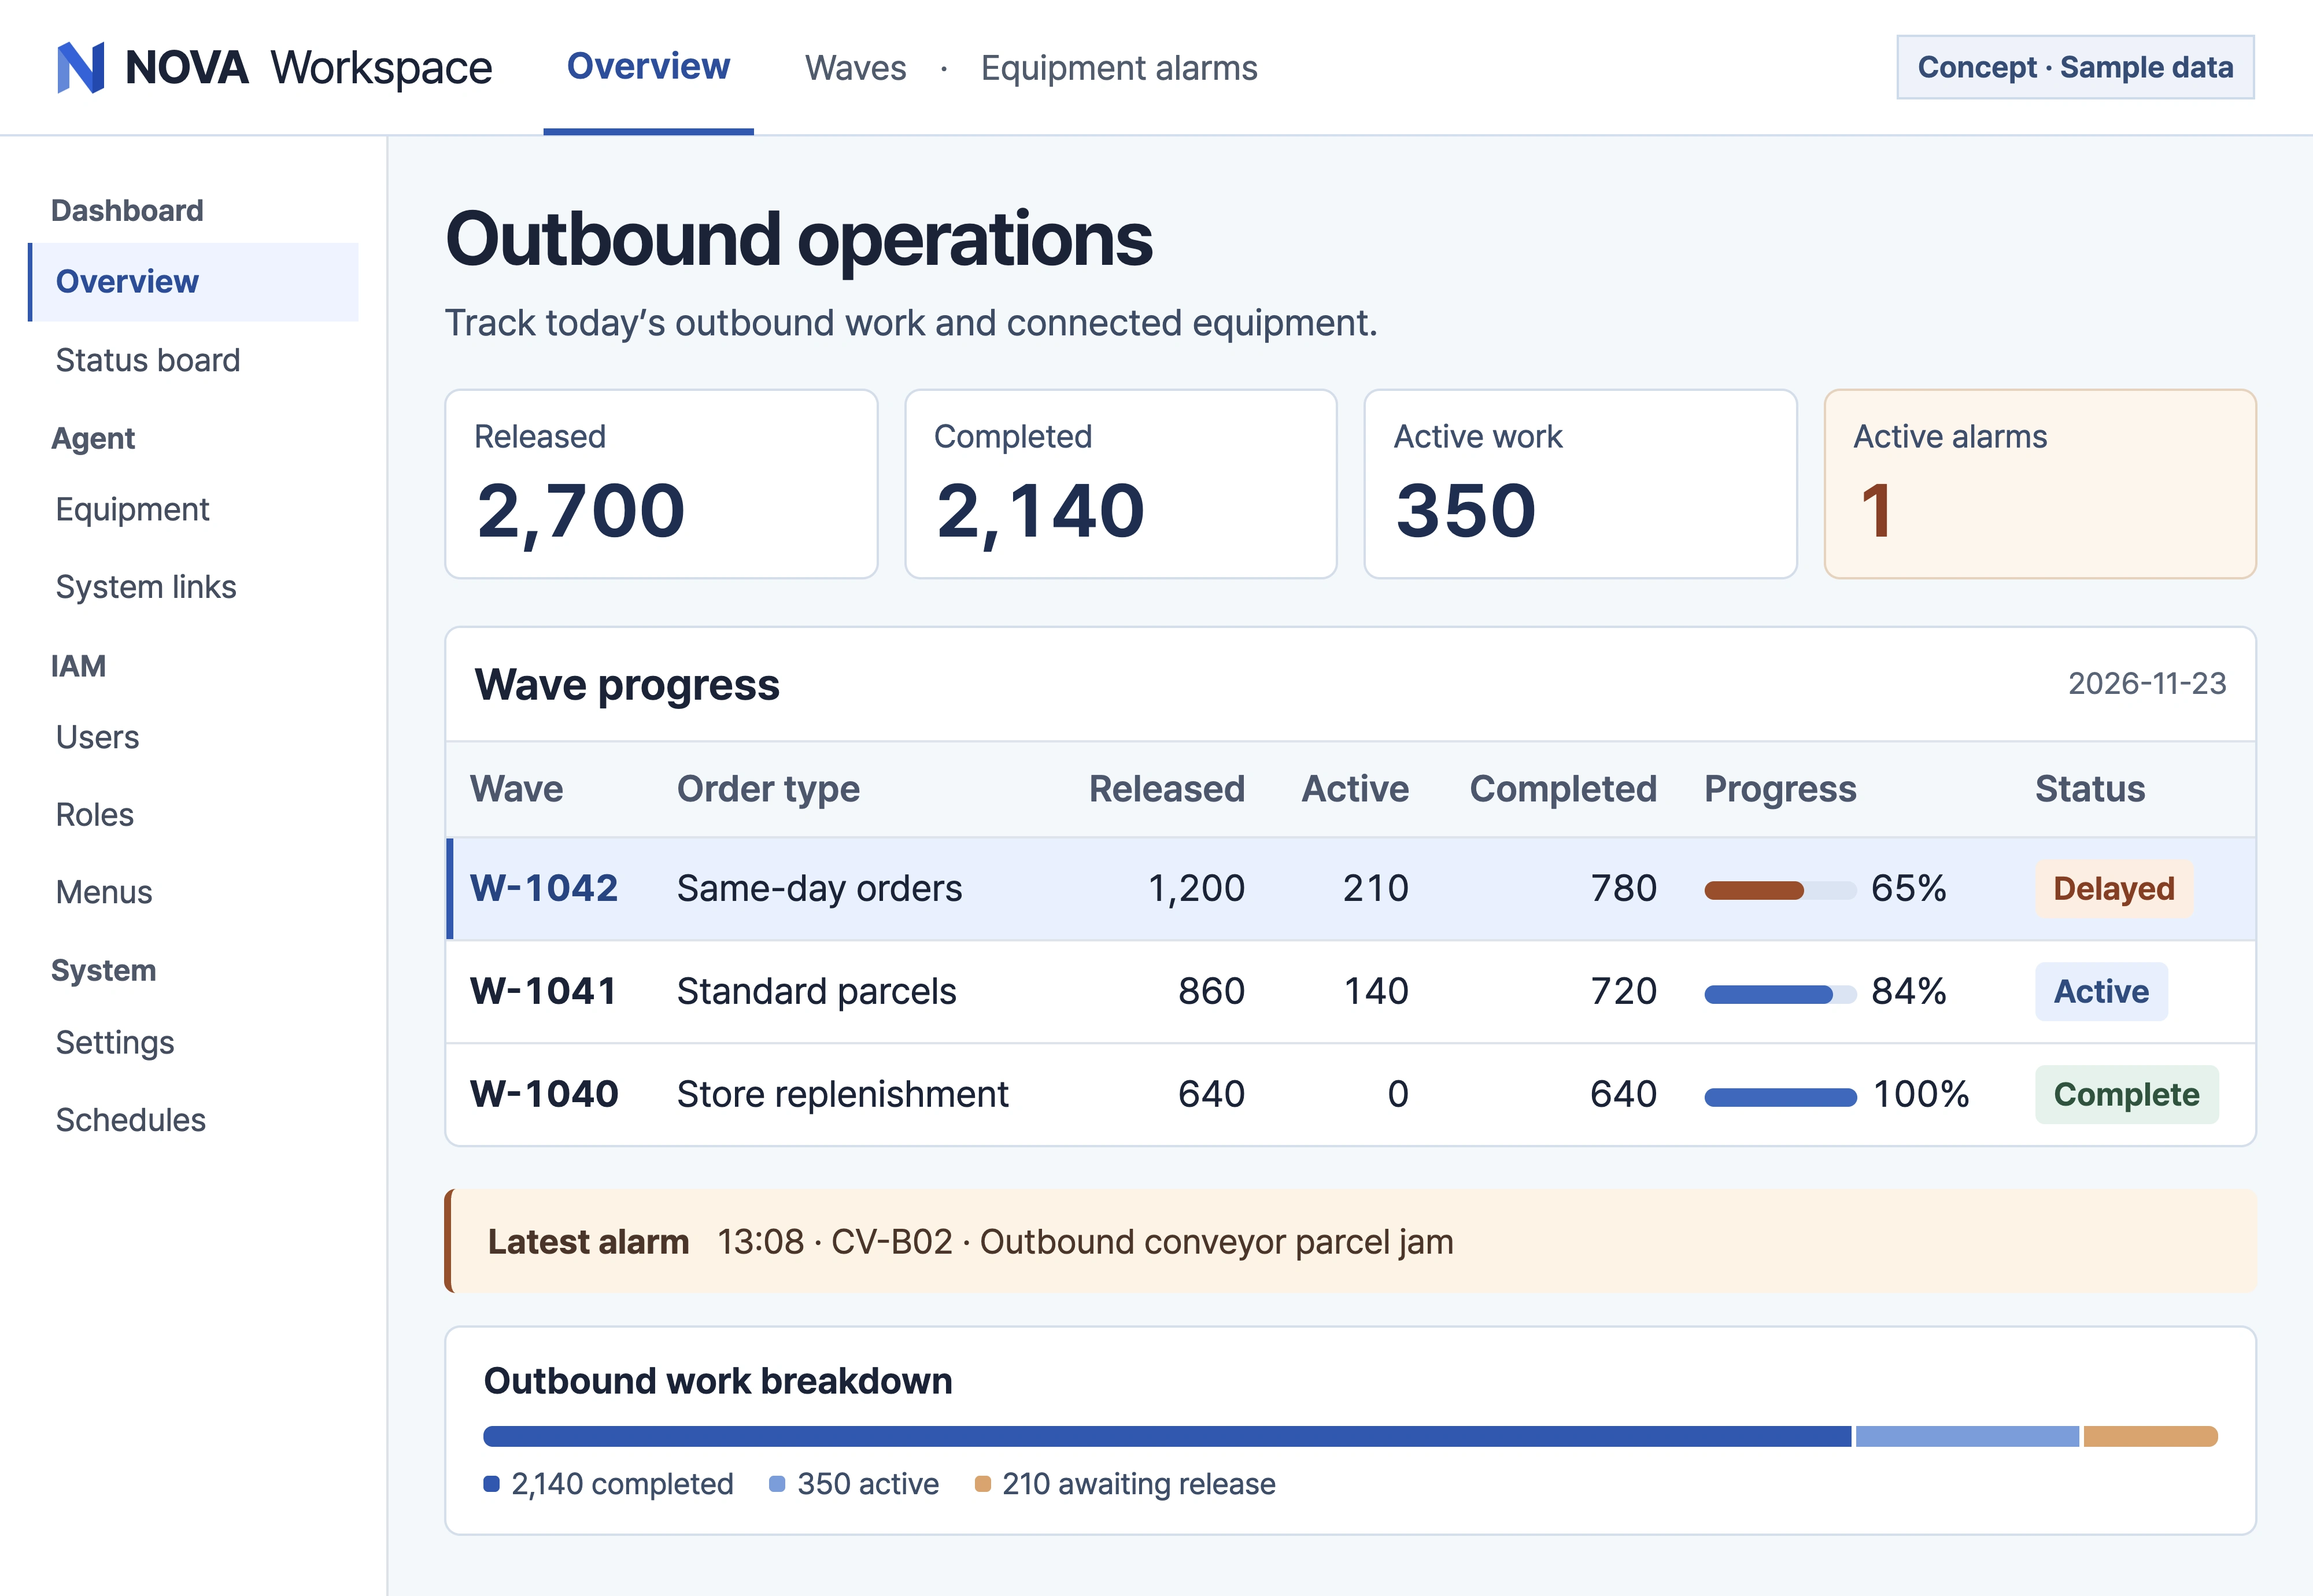 NOVA Workspace Overview Waves · Equipment alarms Concept · Sample data
Dashboard
Overview
Status board
Agent
Equipment
System links
IAM
Users
Roles
Menus
System
Settings
Schedules
Outbound operations
Track today’s outbound work and connected equipment.
Released Completed Active work Active alarms
2,700 2,140 350 1
Wave progress 2026-11-23
Wave Order type Released Active Completed Progress Status
W-1042 Same-day orders 1,200 210 780 65% Delayed
W-1041 Standard parcels 860 140 720 84% Active
W-1040 Store replenishment 640 0 640 100% Complete
Latest alarm 13:08 · CV-B02 · Outbound conveyor parcel jam
Outbound work breakdown
2,140 completed 350 active 210 awaiting release